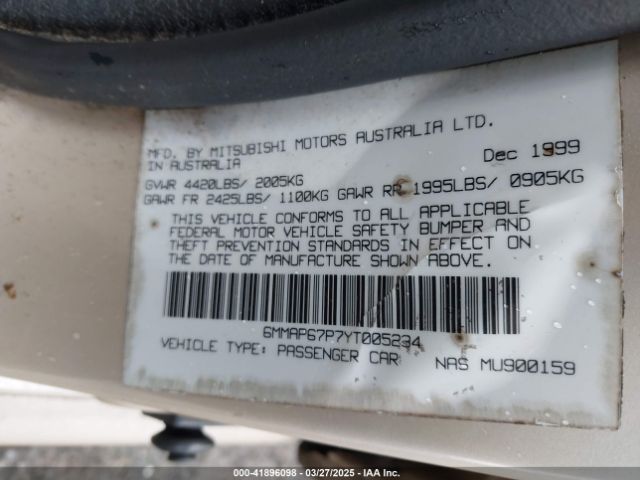 MFD. BY MITSUBISHI MOTORS AUSTRALIA LTD.
IN AUSTRALIA Dec 1999
GVWR 4420LBS/ 2005KG
GAWR FR 2425LBS/ 1100KG GAWR RR 1995LBS/ 0905KG
THIS VEHICLE CONFORMS TO ALL APPLICABLE
FEDERAL MOTOR VEHICLE SAFETY BUMPER AND
THEFT PREVENTION STANDARDS IN EFFECT ON
THE DATE OF MANUFACTURE SHOWN ABOVE.
6MMAP67P7YT005234
VEHICLE TYPE: PASSENGER CAR NAS MU900159
000-41896098 | 03/27/2025 | IAA Inc.